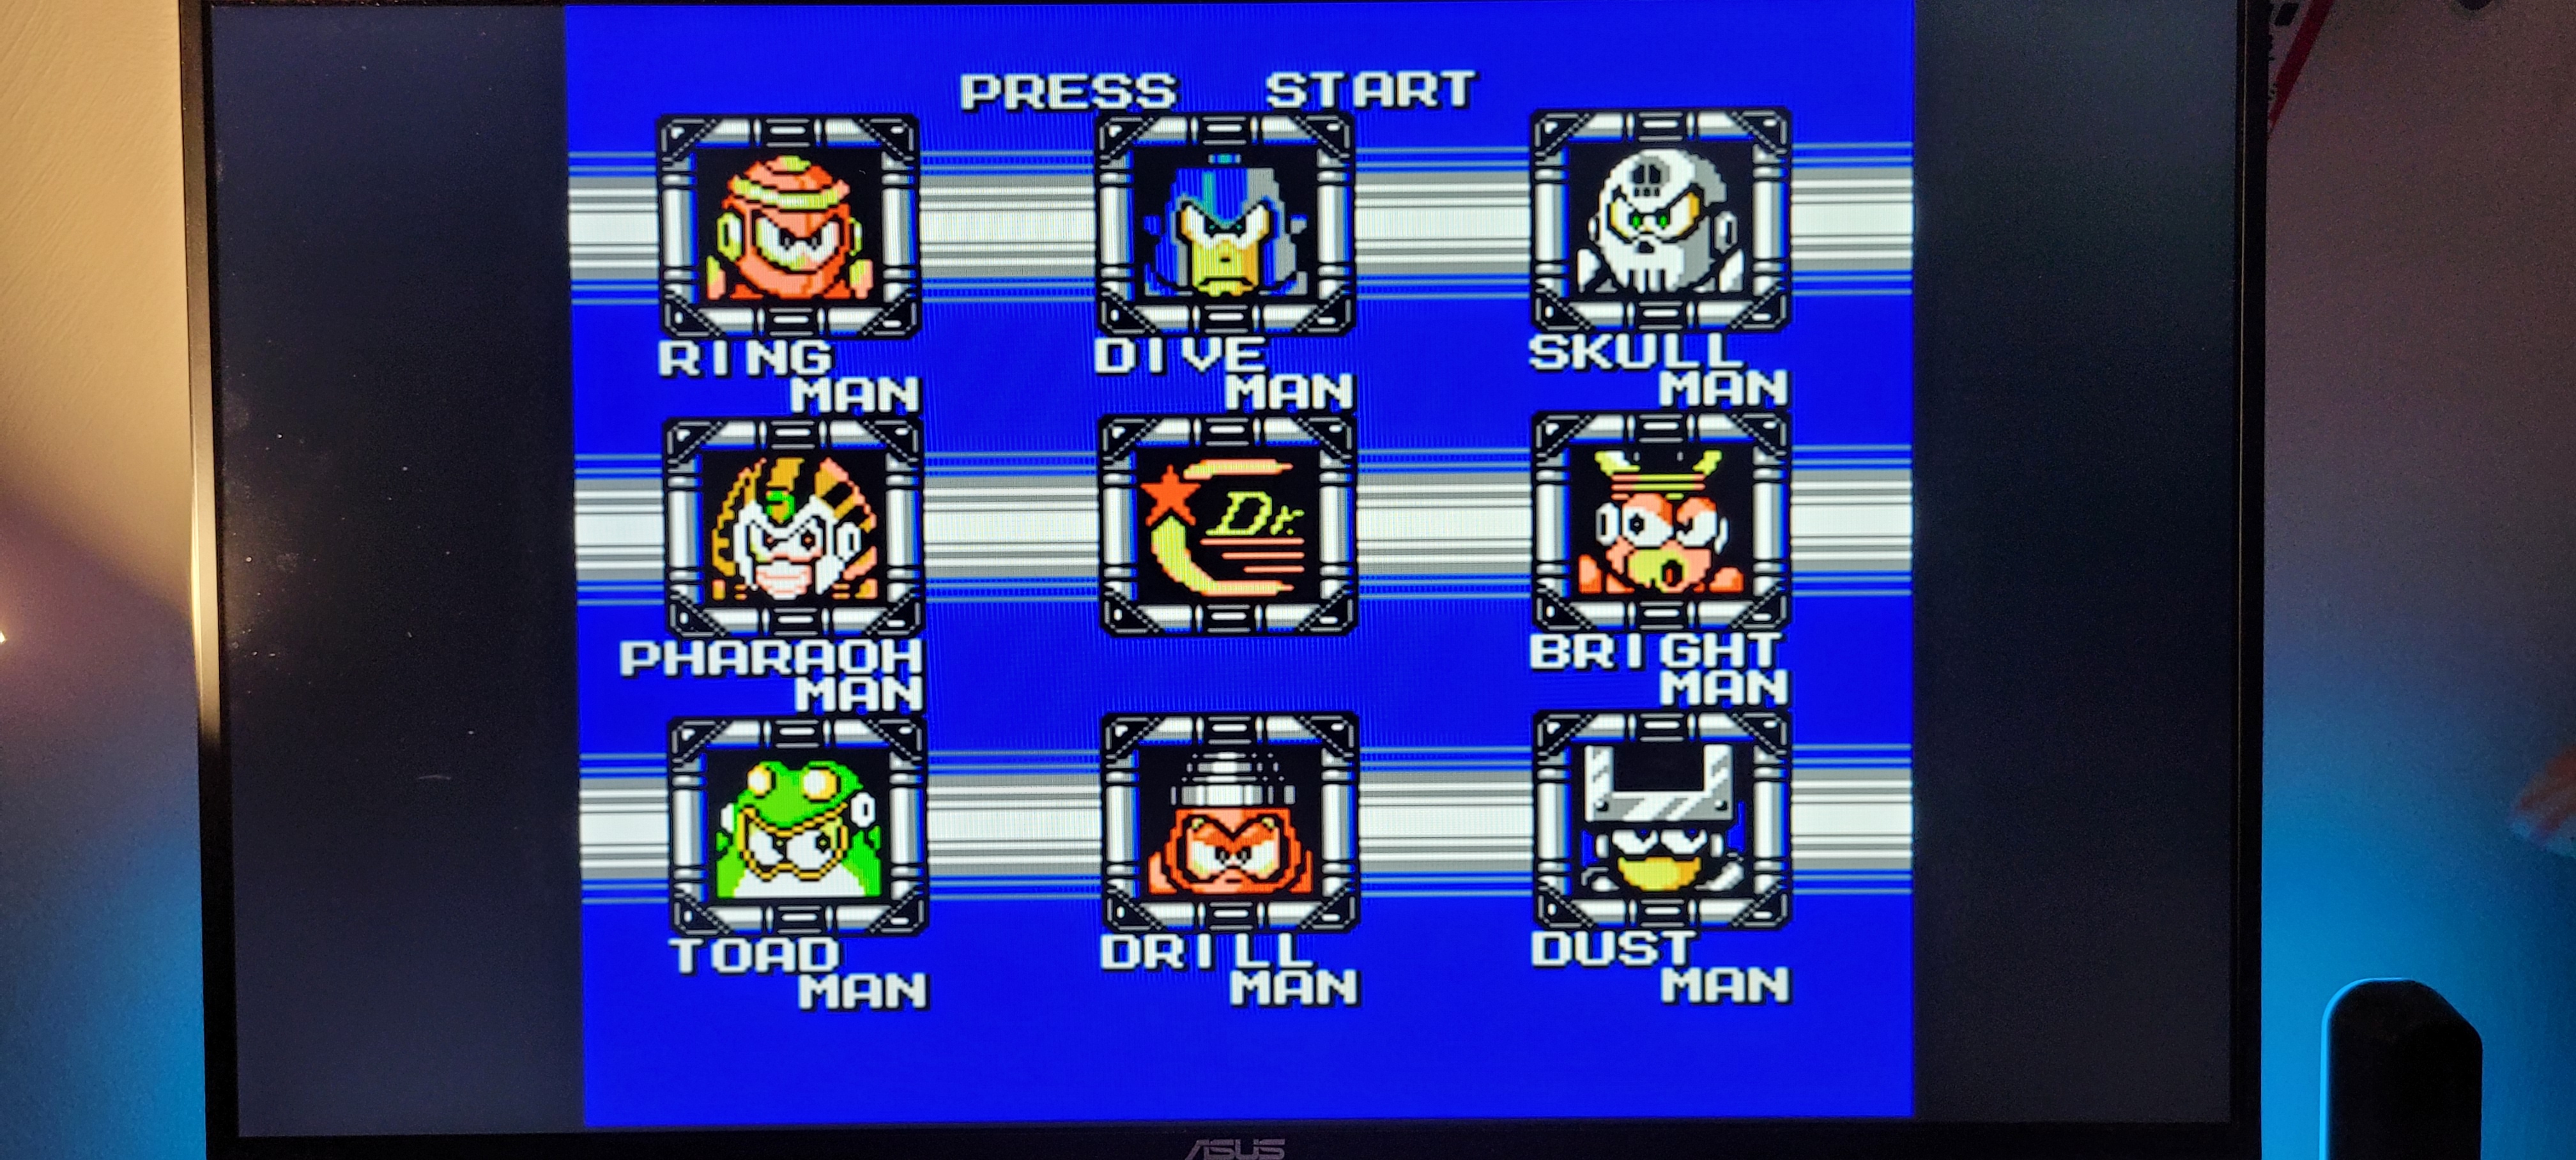 PRESS START
RING
MAN
DIVE
MAN
SKULL
MAN
Dr.
PHARAOH
MAN
BRIGHT
MAN
TOAD
MAN
DRILL
MAN
DUST
MAN
ASUS